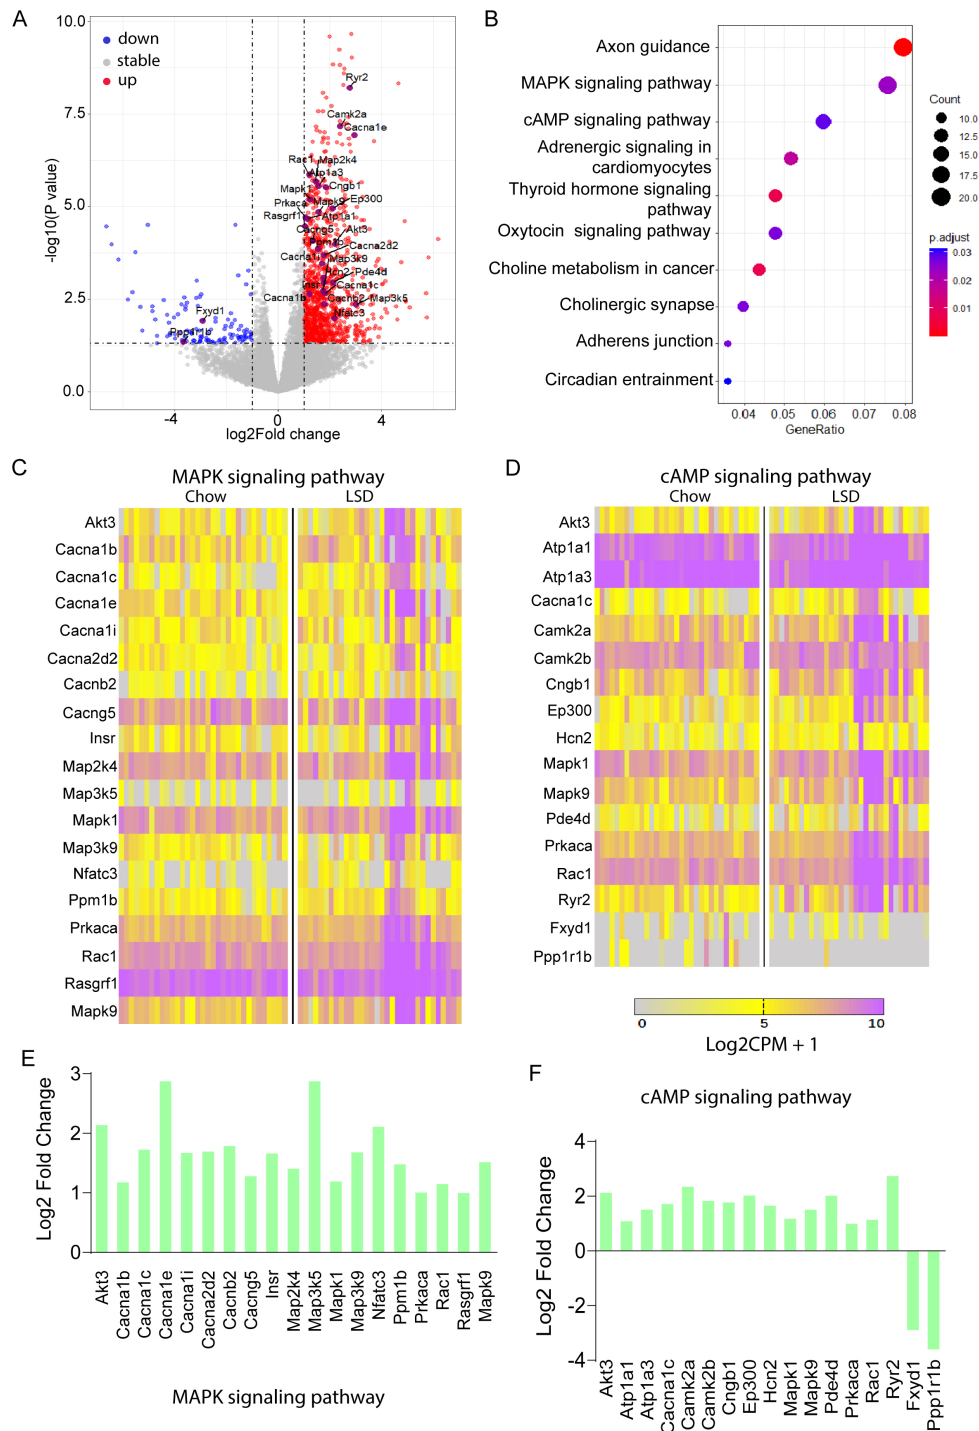 A
10.0
down
stable
up
Ryr2
7.5
Camk2a
Cacna1e
Rac1 Map2k4
Atp1a3
Mapk1 Cngb1
Prkaca Mapk9 Ep300
5.0
Rasgrf1 Atp1a1
Cacng5 Akt3
Ppm1b Cacna2d2
Cacna1i Map3k9
Hcn2 Pde4d
Insr Cacna1c
2.5
Cacna1b Cacnb2 Map3k5
Fxyd1 Nfatc3
Ppp1r1b
0.0
-4 0 4
-log10(P value)
log2Fold change
B
Axon guidance
MAPK signaling pathway
cAMP signaling pathway
Adrenergic signaling in
cardiomyocytes
Thyroid hormone signaling
pathway
Oxytocin signaling pathway
Choline metabolism in cancer
Cholinergic synapse
Adherens junction
Circadian entrainment
0.04 0.05 0.06 0.07 0.08
GeneRatio
Count
10.0
12.5
15.0
17.5
20.0
p.adjust
0.03
0.02
0.01
C
MAPK signaling pathway
Chow LSD
Akt3
Cacna1b
Cacna1c
Cacna1e
Cacna1i
Cacna2d2
Cacnb2
Cacng5
Insr
Map2k4
Map3k5
Mapk1
Map3k9
Nfatc3
Ppm1b
Prkaca
Rac1
Rasgrf1
Mapk9
D
cAMP signaling pathway
Chow LSD
Akt3
Atp1a1
Atp1a3
Cacna1c
Camk2a
Camk2b
Cngb1
Ep300
Hcn2
Mapk1
Mapk9
Pde4d
Prkaca
Rac1
Ryr2
Fxyd1
Ppp1r1b
0 5 10
Log2CPM + 1
E
3
2
1
0
Log2 Fold Change
Akt3
Cacna1b
Cacna1c
Cacna1e
Cacna1i
Cacna2d2
Cacnb2
Cacng5
Insr
Map2k4
Map3k5
Mapk1
Map3k9
Nfatc3
Ppm1b
Prkaca
Rac1
Rasgrf1
Mapk9
MAPK signaling pathway
F
cAMP signaling pathway
4
2
0
-2
-4
Log2 Fold Change
Akt3
Atp1a1
Atp1a3
Cacna1c
Camk2a
Camk2b
Cngb1
Ep300
Hcn2
Mapk1
Mapk9
Pde4d
Prkaca
Rac1
Ryr2
Fxyd1
Ppp1r1b